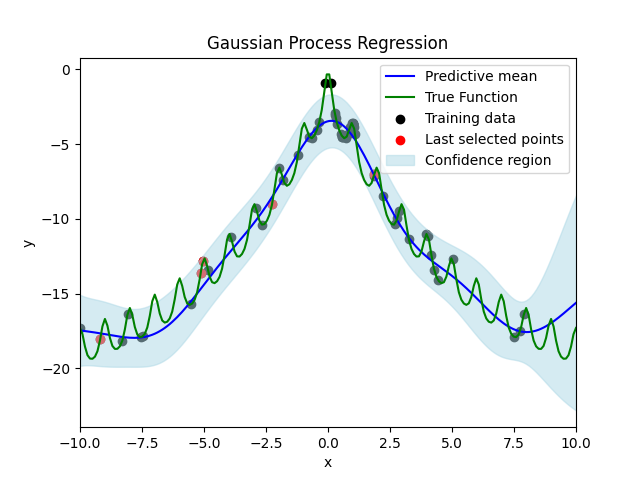 Gaussian Process Regression
Predictive mean
True Function
Training data
Last selected points
Confidence region
0
−5
−10
−15
−20
y
−10.0 −7.5 −5.0 −2.5 0.0 2.5 5.0 7.5 10.0
x